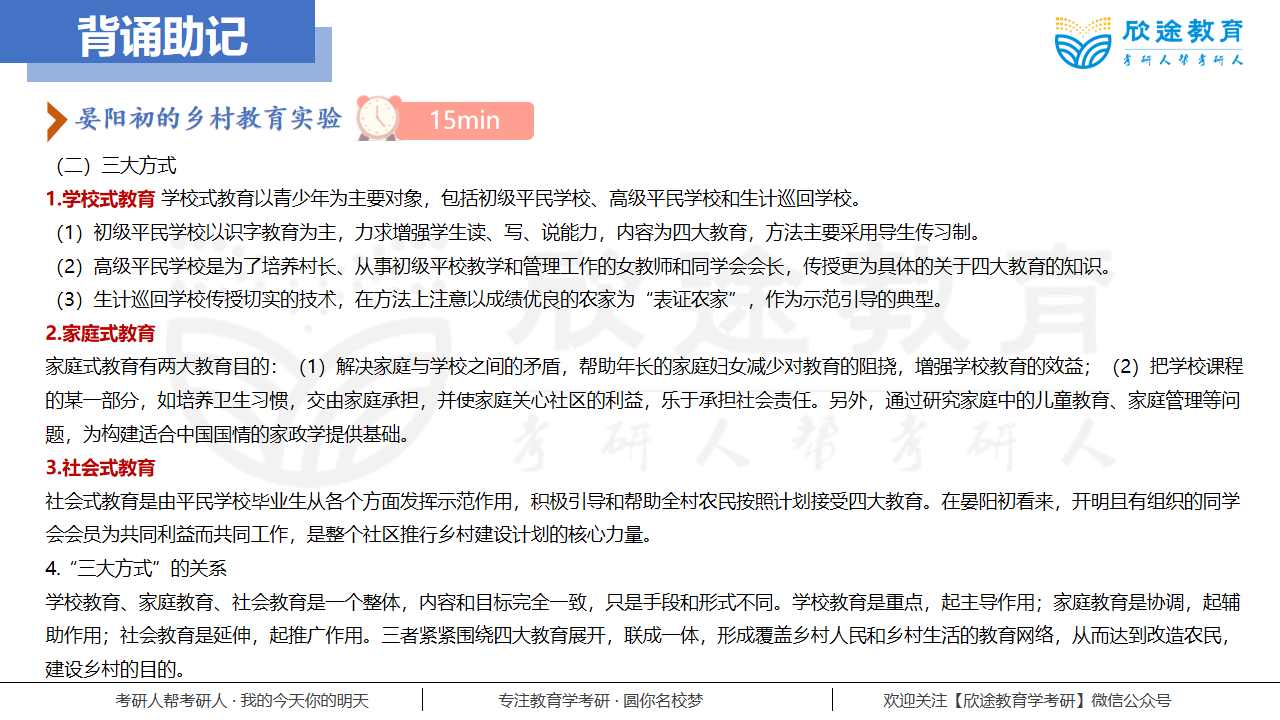 背诵助记
欣途教育
考研人帮考研人
晏阳初的乡村教育实验
15min
（二）三大方式
1.学校式教育 学校式教育以青少年为主要对象，包括初级平民学校、高级平民学校和生计巡回学校。
（1）初级平民学校以识字教育为主，力求增强学生读、写、说能力，内容为四大教育，方法主要采用导生传习制。
（2）高级平民学校是为了培养村长、从事初级平校教学和管理工作的女教师和同学会会长，传授更为具体的关于四大教育的知识。
（3）生计巡回学校传授切实的技术，在方法上注意以成绩优良的农家为“表证农家”，作为示范引导的典型。
2.家庭式教育
家庭式教育有两大教育目的：（1）解决家庭与学校之间的矛盾，帮助年长的家庭妇女减少对教育的阻挠，增强学校教育的效益；（2）把学校课程
的某一部分，如培养卫生习惯，交由家庭承担，并使家庭关心社区的利益，乐于承担社会责任。另外，通过研究家庭中的儿童教育、家庭管理等问
题，为构建适合中国国情的家政学提供基础。
3.社会式教育
社会式教育是由平民学校毕业生从各个方面发挥示范作用，积极引导和帮助全村农民按照计划接受四大教育。在晏阳初看来，开明且有组织的同学
会会员为共同利益而共同工作，是整个社区推行乡村建设计划的核心力量。
4.“三大方式”的关系
学校教育、家庭教育、社会教育是一个整体，内容和目标完全一致，只是手段和形式不同。学校教育是重点，起主导作用；家庭教育是协调，起辅
助作用；社会教育是延伸，起推广作用。三者紧紧围绕四大教育展开，联成一体，形成覆盖乡村人民和乡村生活的教育网络，从而达到改造农民，
建设乡村的目的。
欣途教育
考研人帮考研人
考研人帮考研人 · 我的今天你的明天
专注教育学考研 · 圆你名校梦
欢迎关注【欣途教育学考研】微信公众号